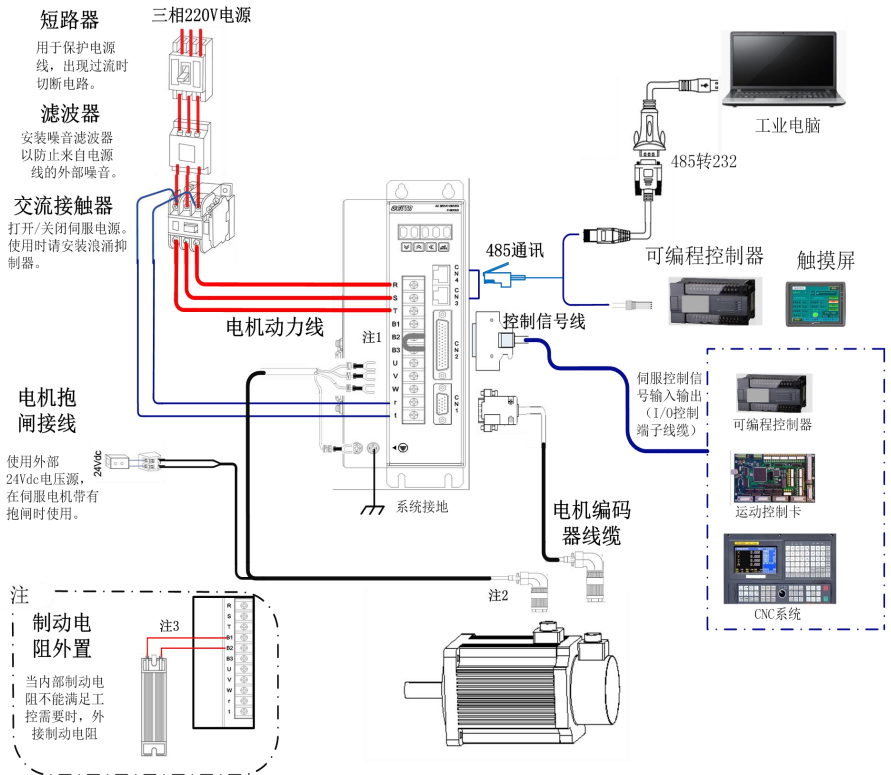 短路器
用于保护电源
线，出现过流时
切断电路。
滤波器
安装噪音滤波器
以防止来自电源
线的外部噪音。
交流接触器
打开/关闭伺服电源。
使用时请安装浪涌抑
制器。
三相220V电源
电机动力线
注1
R
S
T
B1
B2
B3
U
V
W
r
t
CN4
CN3
CN2
CN1
系统接地
485通讯
控制信号线
485转232
工业电脑
可编程控制器
触摸屏
伺服控制信
号输入输出
（I/O控制
端子线缆）
可编程控制器
运动控制卡
CNC系统
电机抱
闸接线
使用外部
24Vdc电压源，
在伺服电机带有
抱闸时使用。
24Vdc
电机编码
器线缆
注2
注
制动电
阻外置
当内部制动电
阻不能满足工
控需要时，外
接制动电阻
注3
R
S
T
B1
B2
B3
U
V
W
r
t